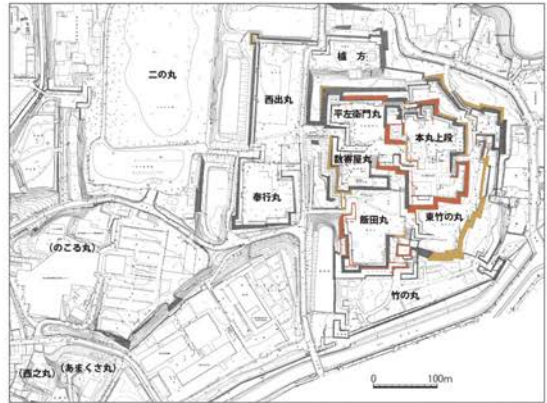 櫨 方
二の丸
西出丸
平左衛門丸
本丸上段
数寄屋丸
奉行丸
飯田丸
東竹の丸
(のこる丸)
竹の丸
(西之丸)
(あまくさ丸)
0 100m